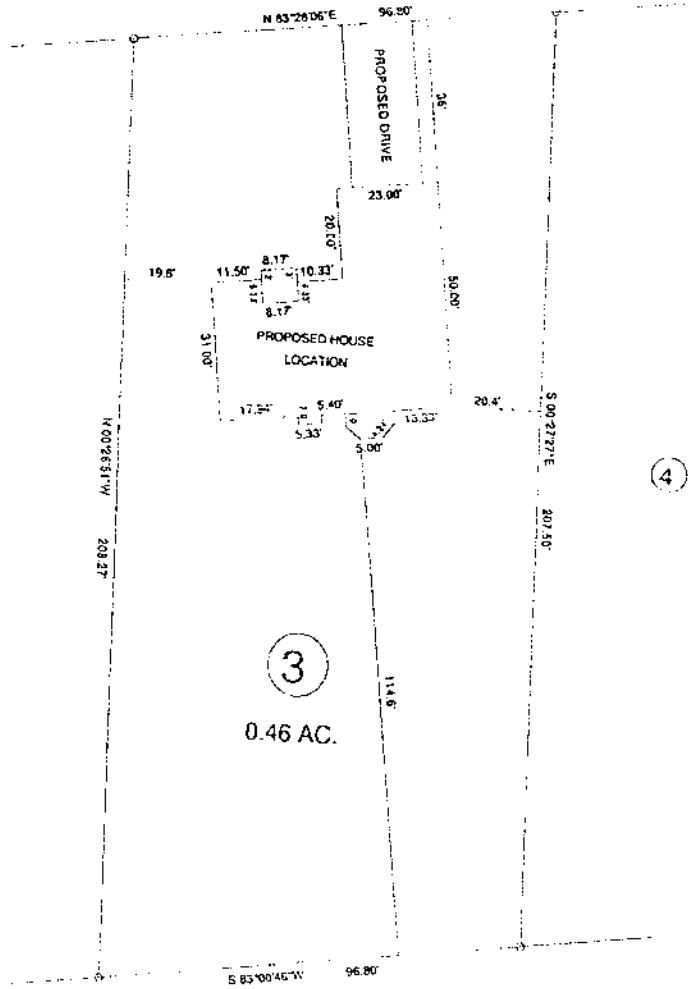 N 83°28'06"E 96.80'
PROPOSED DRIVE
36'
23.00'
20.00'
19.6' 11.50' 8.17' 10.33'
8.17'
50.00'
31.00'
PROPOSED HOUSE
LOCATION
17.94' 5.40' 13.33' 20.4'
5.33'
5.00'
S 00°27'27"E
207.50'
N 00°26'51"W
208.27'
4
3
0.46 AC.
114.6'
S 83°00'46"W 96.80'